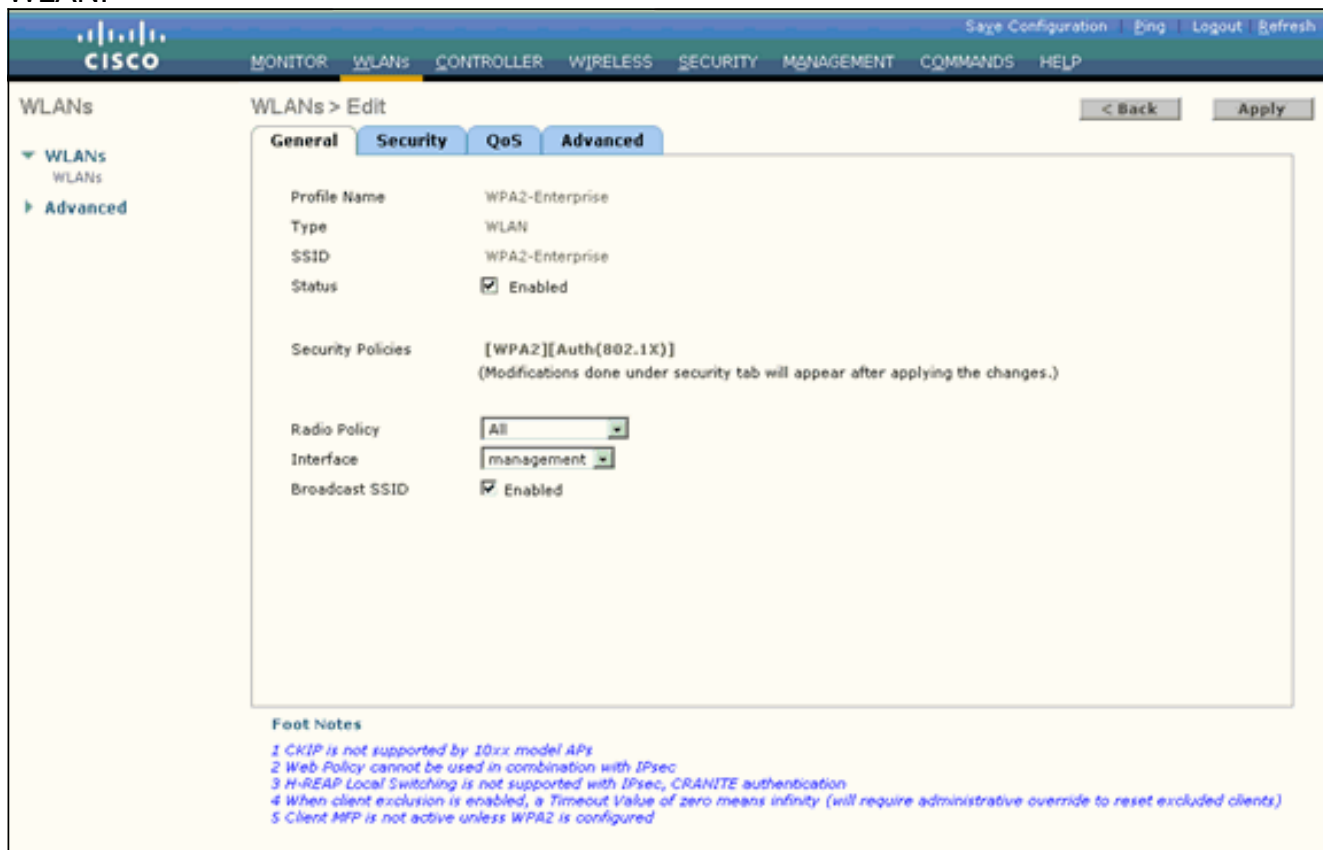 WLAN.
Save Configuration | Ping | Logout | Refresh
CISCO
MONITOR WLANs CONTROLLER WIRELESS SECURITY MANAGEMENT COMMANDS HELP
WLANs
WLANs
WLANs
Advanced
WLANs > Edit
< Back
Apply
General Security QoS Advanced
Profile Name WPA2-Enterprise
Type WLAN
SSID WPA2-Enterprise
Status Enabled
Security Policies [WPA2][Auth(802.1X)]
(Modifications done under security tab will appear after applying the changes.)
Radio Policy All
Interface management
Broadcast SSID Enabled
Foot Notes
1 CKIP is not supported by 10xx model APs
2 Web Policy cannot be used in combination with IPsec
3 H-REAP Local Switching is not supported with IPsec, CRANITE authentication
4 When client exclusion is enabled, a Timeout Value of zero means infinity (will require administrative override to reset excluded clients)
5 Client MFP is not active unless WPA2 is configured